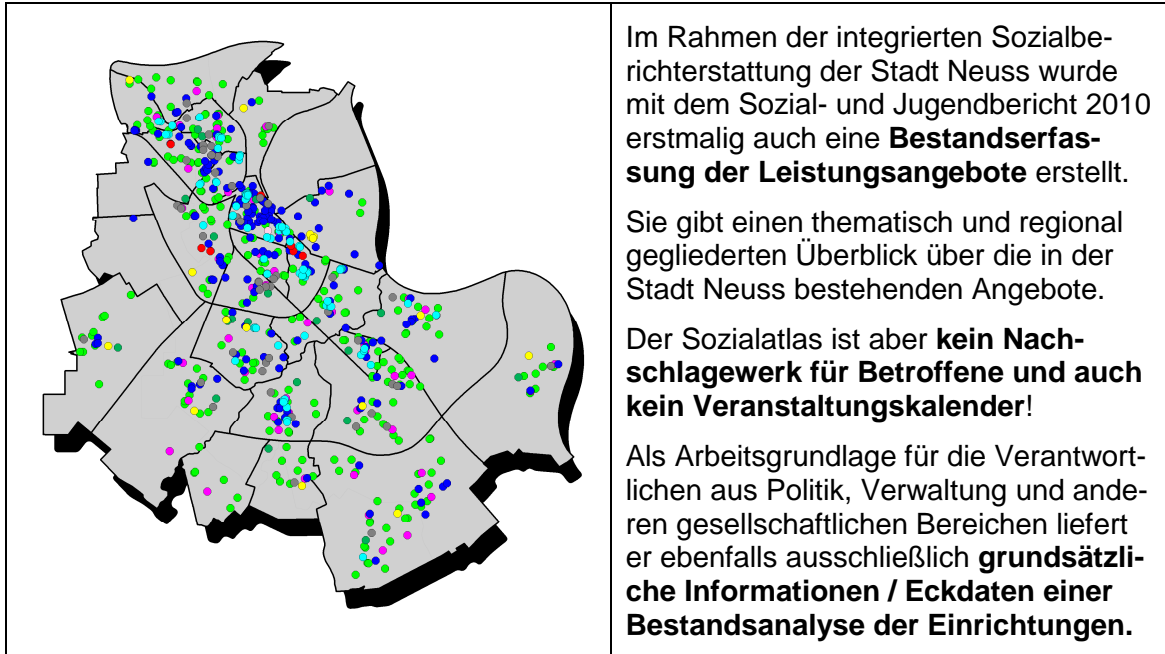 Im Rahmen der integrierten Sozialbe-
richterstattung der Stadt Neuss wurde
mit dem Sozial- und Jugendbericht 2010
erstmalig auch eine Bestandserfas-
sung der Leistungsangebote erstellt.
Sie gibt einen thematisch und regional
gegliederten Überblick über die in der
Stadt Neuss bestehenden Angebote.
Der Sozialatlas ist aber kein Nach-
schlagewerk für Betroffene und auch
kein Veranstaltungskalender!
Als Arbeitsgrundlage für die Verantwort-
lichen aus Politik, Verwaltung und ande-
ren gesellschaftlichen Bereichen liefert
er ebenfalls ausschließlich grundsätzli-
che Informationen / Eckdaten einer
Bestandsanalyse der Einrichtungen.